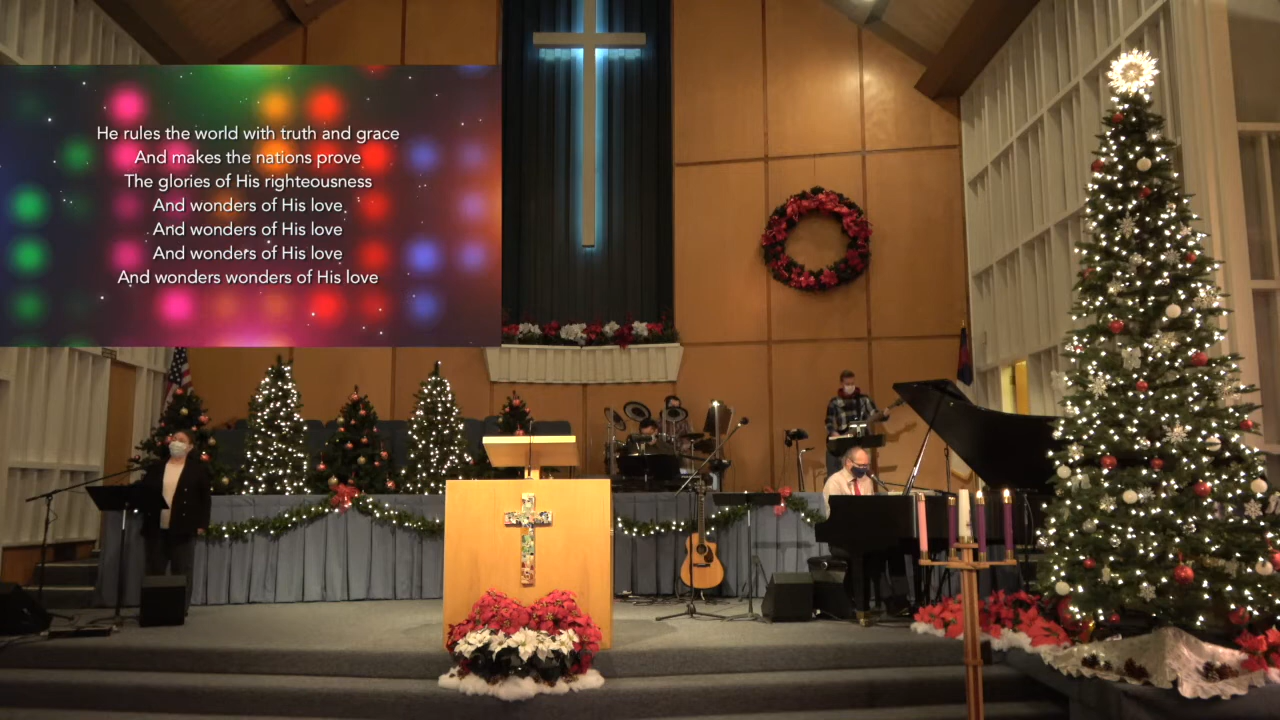 He rules the world with truth and grace
And makes the nations prove
The glories of His righteousness
And wonders of His love
And wonders of His love
And wonders of His love
And wonders wonders of His love